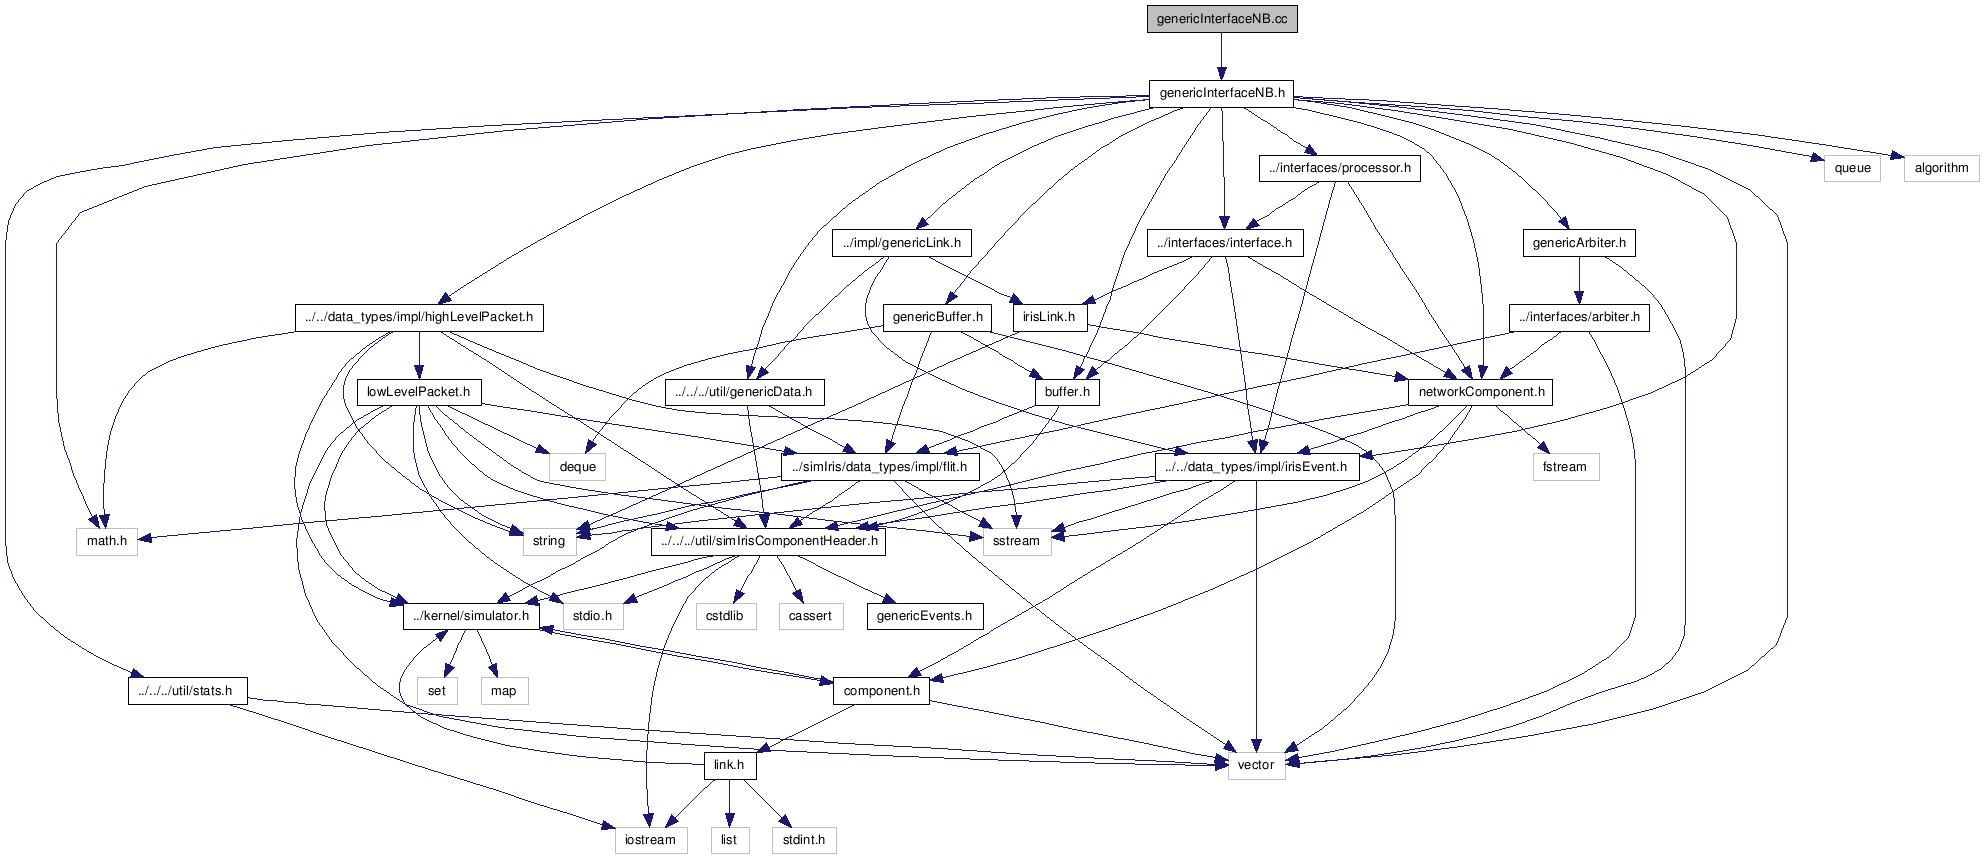 genericInterfaceNB.cc
genericInterfaceNB.h
../interfaces/processor.h
queue
algorithm
../impl/genericLink.h
../interfaces/interface.h
genericArbiter.h
../../data_types/impl/highLevelPacket.h
genericBuffer.h
irisLink.h
../interfaces/arbiter.h
lowLevelPacket.h
../../../util/genericData.h
buffer.h
networkComponent.h
deque
../simIris/data_types/impl/flit.h
../../data_types/impl/irisEvent.h
fstream
math.h
string
../../../util/simIrisComponentHeader.h
sstream
../kernel/simulator.h
stdio.h
cstdlib
cassert
genericEvents.h
../../../util/stats.h
set
map
component.h
link.h
vector
iostream
list
stdint.h